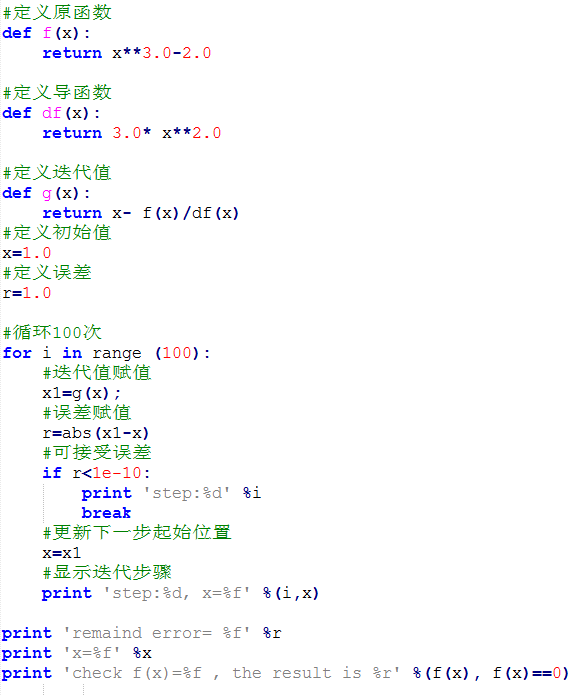 #定义原函数
def f(x):
    return x**3.0-2.0

#定义导函数
def df(x):
    return 3.0* x**2.0

#定义迭代值
def g(x):
    return x- f(x)/df(x)
#定义初始值
x=1.0
#定义误差
r=1.0

#循环100次
for i in range (100):
    #迭代值赋值
    x1=g(x);
    #误差赋值
    r=abs(x1-x)
    #可接受误差
    if r<1e-10:
        print 'step:%d' %i
        break
    #更新下一步起始位置
    x=x1
    #显示迭代步骤
    print 'step:%d, x=%f' %(i,x)

print 'remaind error= %f' %r
print 'x=%f' %x
print 'check f(x)=%f , the result is %r' %(f(x), f(x)==0)